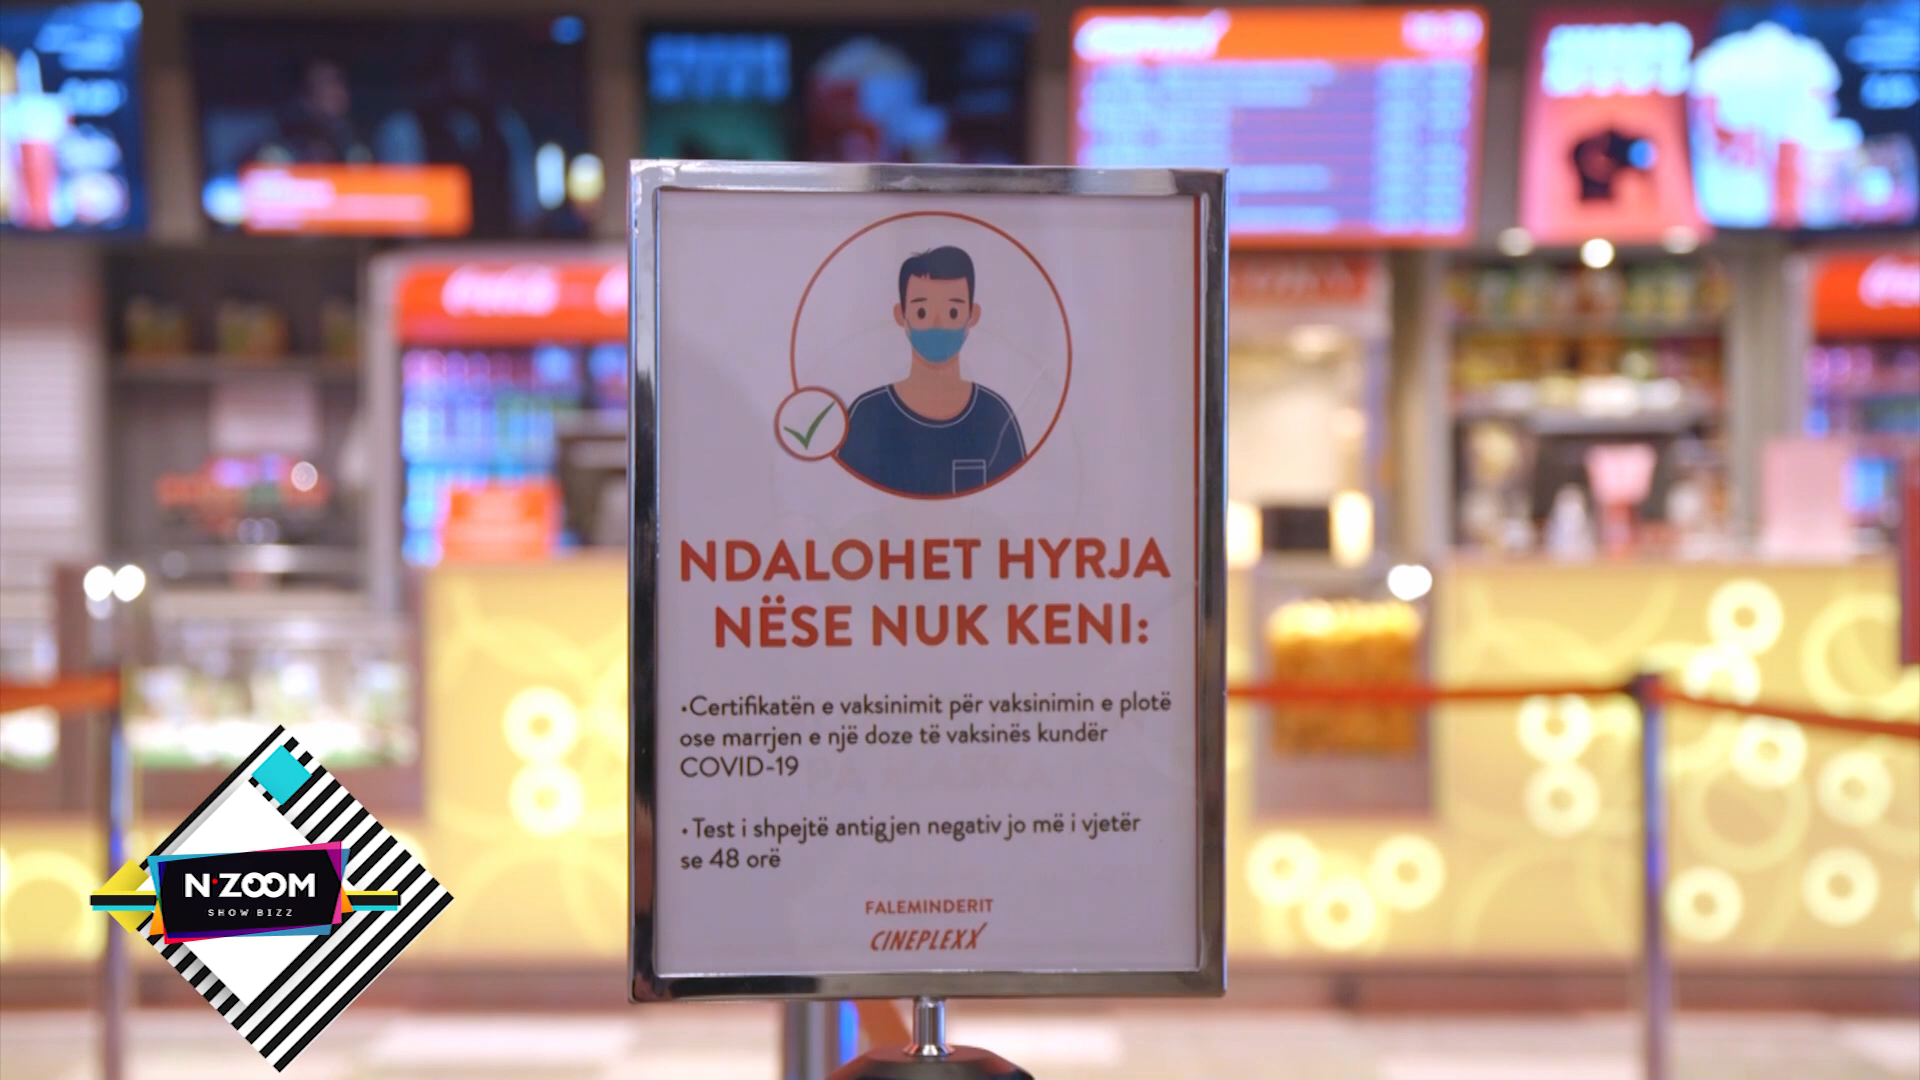 NDALOHET HYRJA
NËSE NUK KENI:
•Certifikatën e vaksinimit për vaksinimin e plotë
ose marrjen e një doze të vaksinës kundër
COVID-19
•Test i shpejtë antigjen negativ jo më i vjetër
se 48 orë
FALEMINDERIT
CINEPLEXX
N·ZOOM
SHOW BIZZ